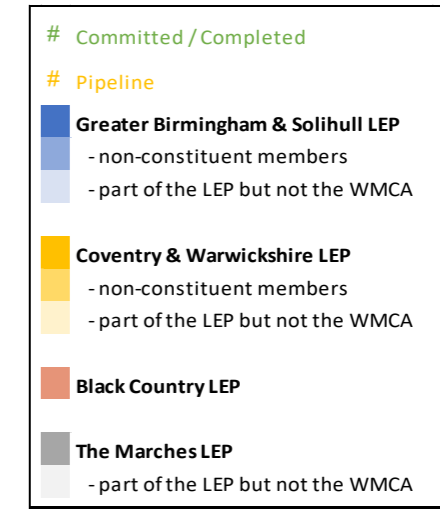 # Committed / Completed
# Pipeline
Greater Birmingham & Solihull LEP
- non-constituent members
- part of the LEP but not the WMCA
Coventry & Warwickshire LEP
- non-constituent members
- part of the LEP but not the WMCA
Black Country LEP
The Marches LEP
- part of the LEP but not the WMCA